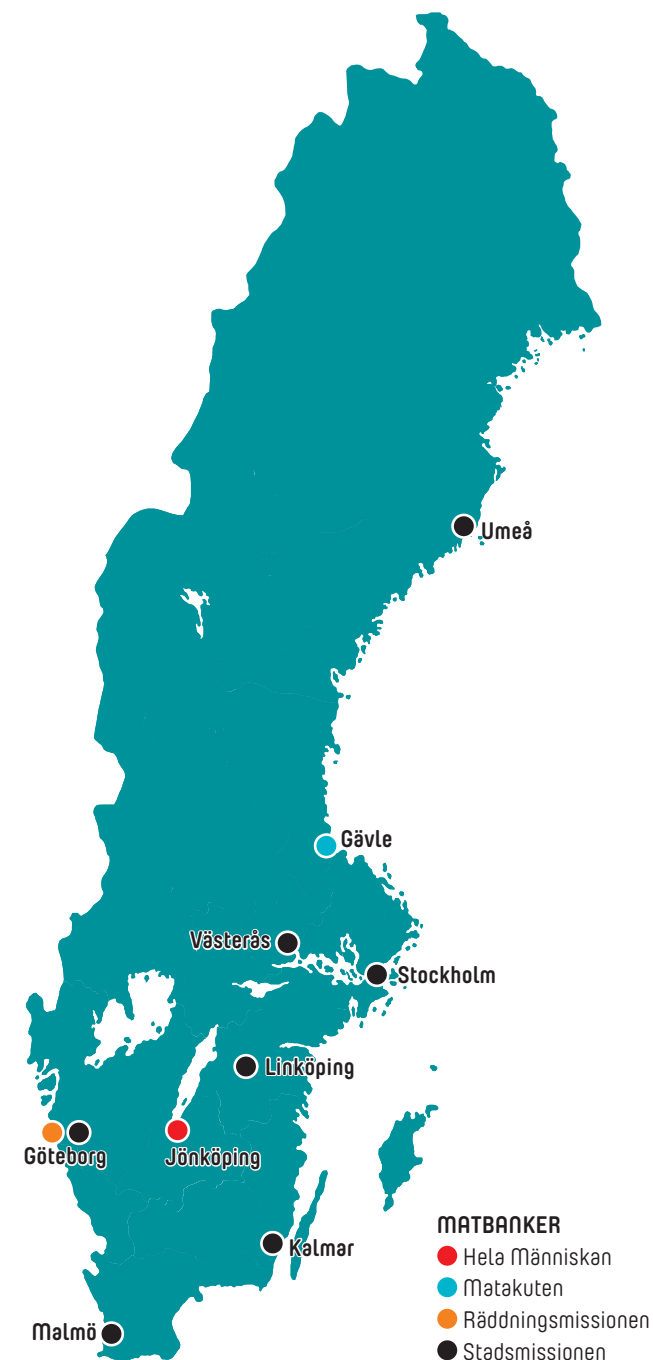 Umeå
Gävle
Västerås
Stockholm
Linköping
Göteborg
Jönköping
Kalmar
Malmö
MATBANKER
Hela Människan
Matakuten
Räddningsmissionen
Stadsmissionen